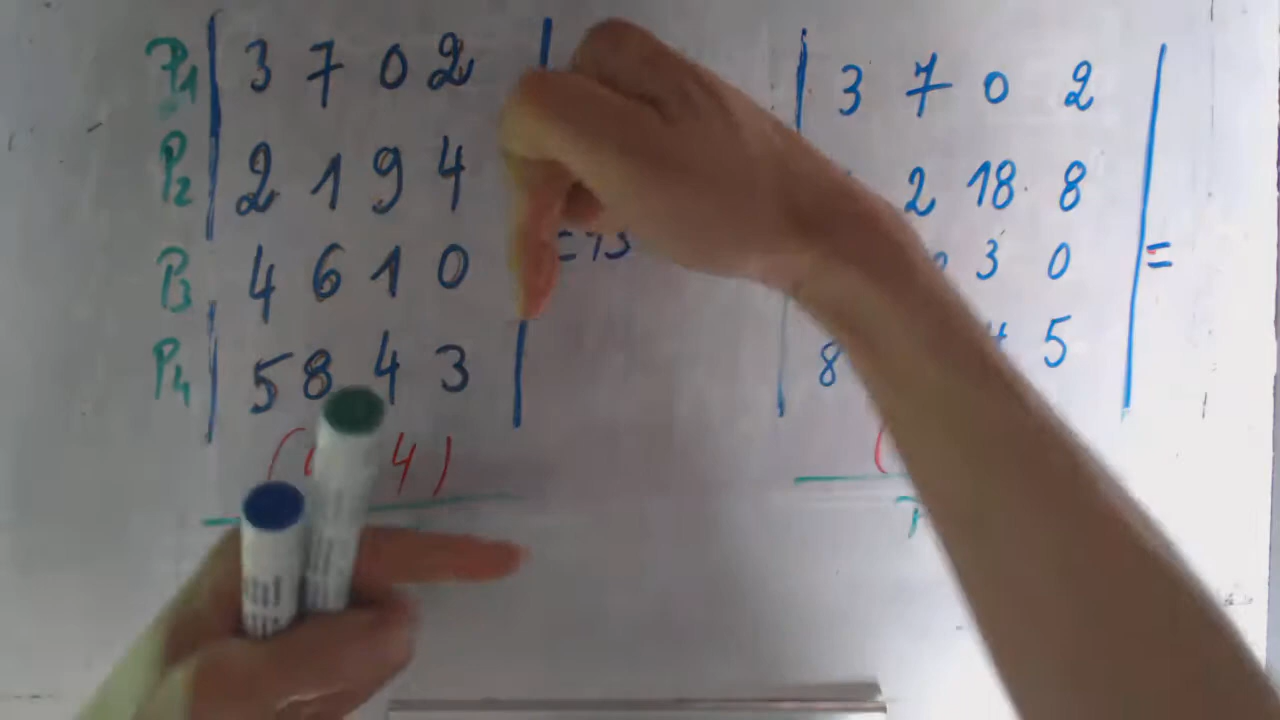 P1 3 7 0 2
P2 2 1 9 4
P3 4 6 1 0
P4 5 8 4 3
4)
3 7 0 2
2 18 8
3 0 =
8 5
(